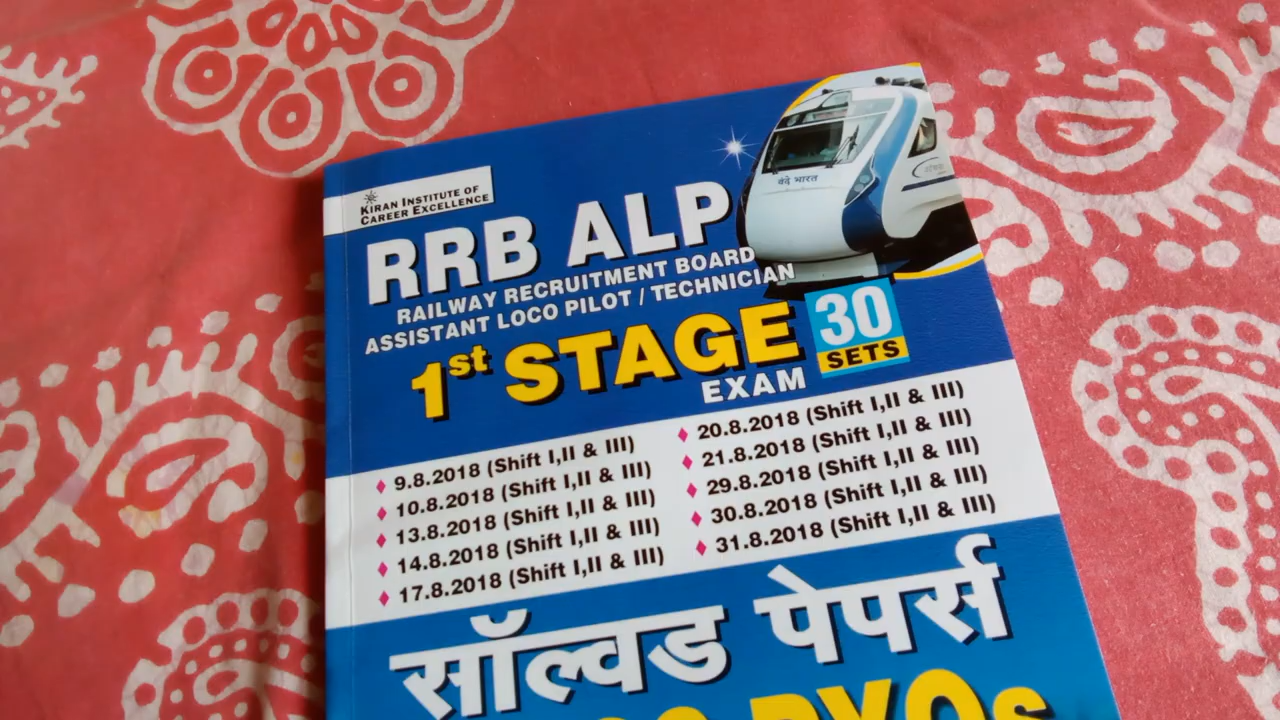 KIRAN INSTITUTE OF
CAREER EXCELLENCE
वंदे भारत
RRB ALP
RAILWAY RECRUITMENT BOARD
ASSISTANT LOCO PILOT / TECHNICIAN
1st STAGE
EXAM
30
SETS
9.8.2018 (Shift I,II & III)
10.8.2018 (Shift I,II & III)
13.8.2018 (Shift I,II & III)
14.8.2018 (Shift I,II & III)
17.8.2018 (Shift I,II & III)
20.8.2018 (Shift I,II & III)
21.8.2018 (Shift I,II & III)
29.8.2018 (Shift I,II & III)
30.8.2018 (Shift I,II & III)
31.8.2018 (Shift I,II & III)
सॉल्वड पेपर्स
PYQs